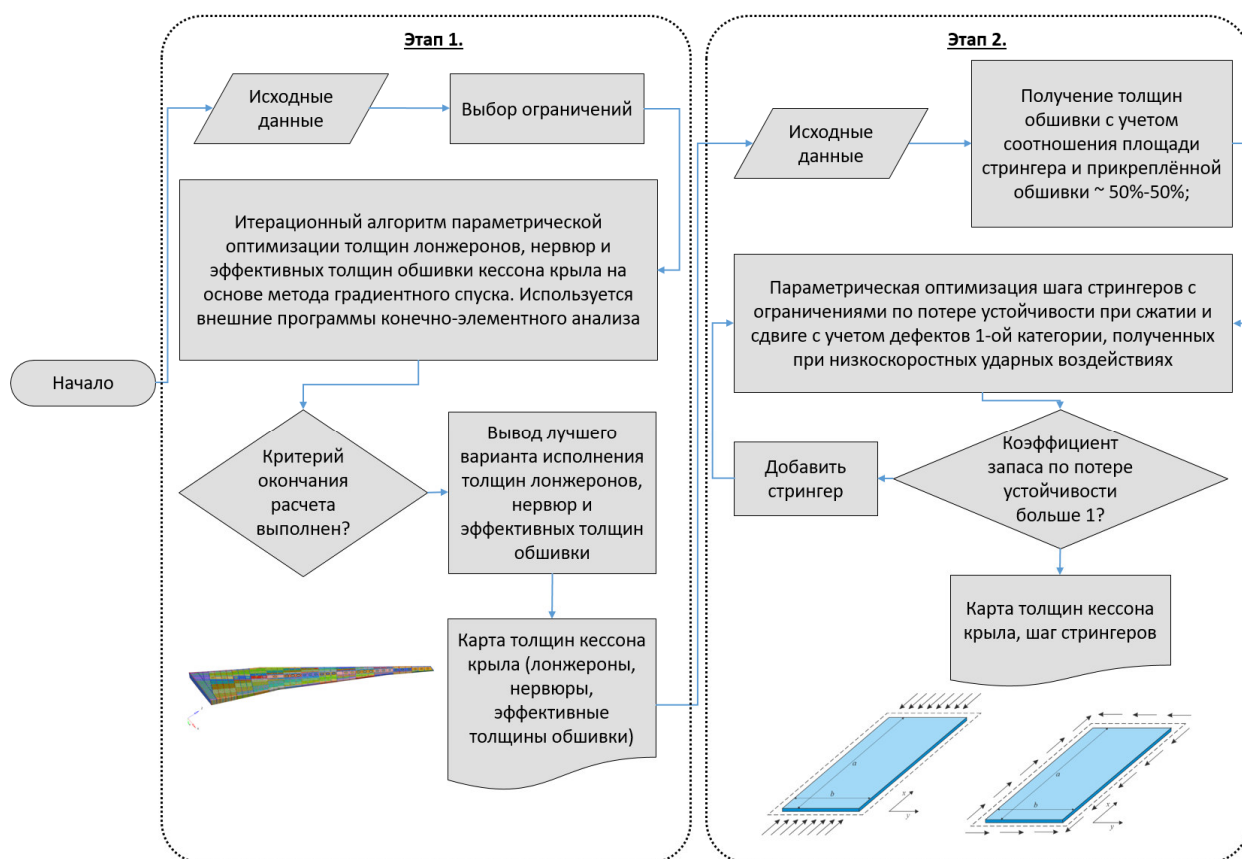 Начало
Этап 1.
Исходные
данные
Выбор ограничений
Итерационный алгоритм параметрической
оптимизации толщин лонжеронов, нервюр и
эффективных толщин обшивки кессона крыла на
основе метода градиентного спуска. Используется
внешние программы конечно-элементного анализа
Критерий
окончания
расчета
выполнен?
Вывод лучшего
варианта исполнения
толщин лонжеронов,
нервюр и
эффективных толщин
обшивки
Карта толщин кессона
крыла (лонжероны,
нервюры,
эффективные
толщины обшивки)
Этап 2.
Исходные
данные
Получение толщин
обшивки с учетом
соотношения площади
стрингера и прикреплённой
обшивки ~ 50%-50%;
Параметрическая оптимизация шага стрингеров с
ограничениями по потере устойчивости при сжатии и
сдвиге с учетом дефектов 1-ой категории, полученных
при низкоскоростных ударных воздействиях
Коэффициент
запаса по потере
устойчивости
больше 1?
Добавить
стрингер
Карта толщин кессона
крыла, шаг стрингеров
a
b
x
y
a
b
x
y